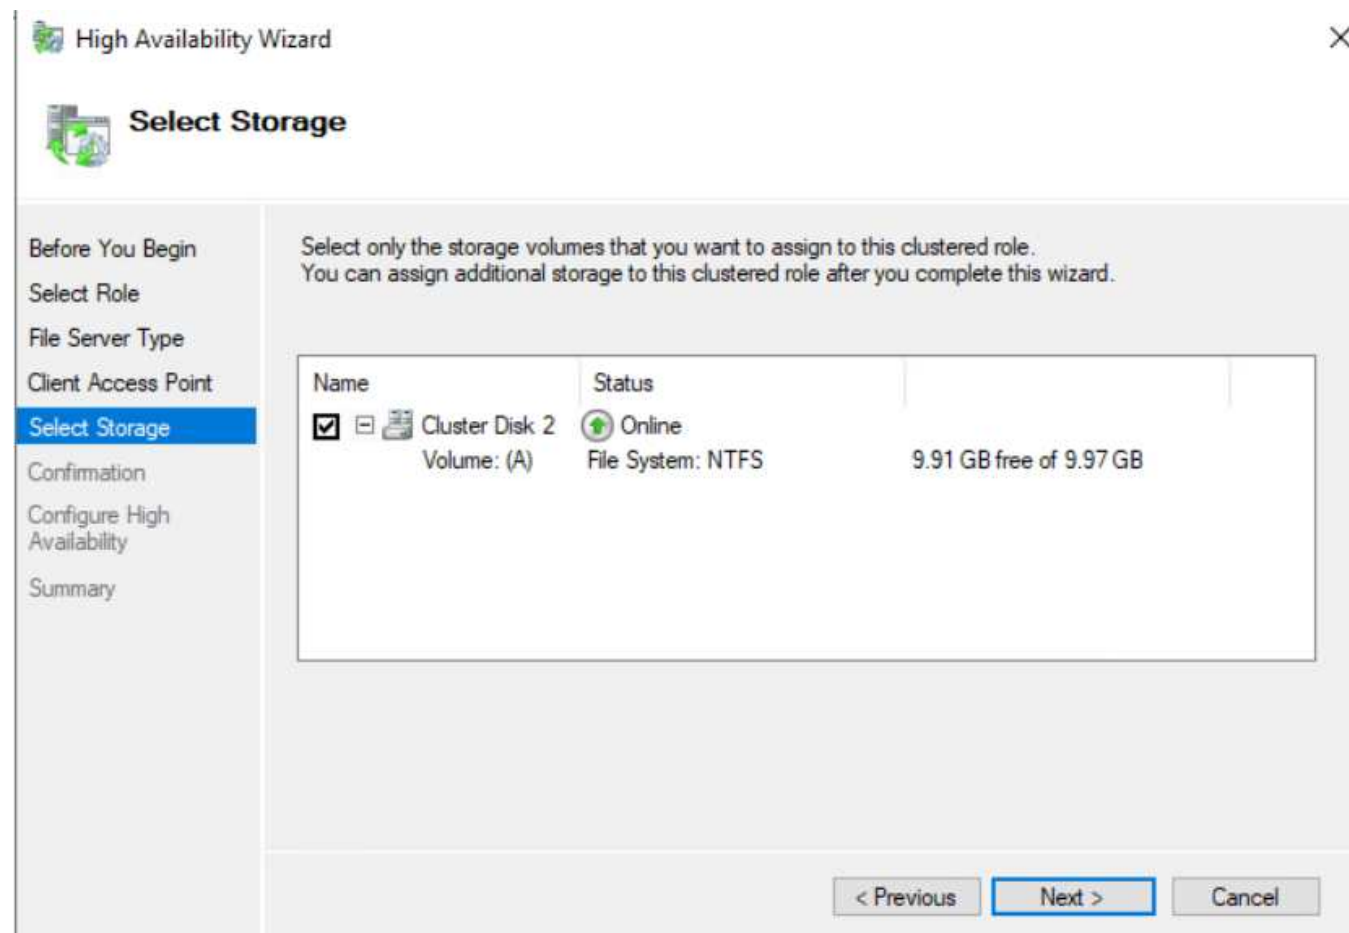 High Availability Wizard
Select Storage
Before You Begin
Select Role
File Server Type
Client Access Point
Select Storage
Confirmation
Configure High
Availability
Summary
Select only the storage volumes that you want to assign to this clustered role.
You can assign additional storage to this clustered role after you complete this wizard.
Name Status
Cluster Disk 2 Online
Volume: (A) File System: NTFS 9.91 GB free of 9.97 GB
< Previous Next > Cancel